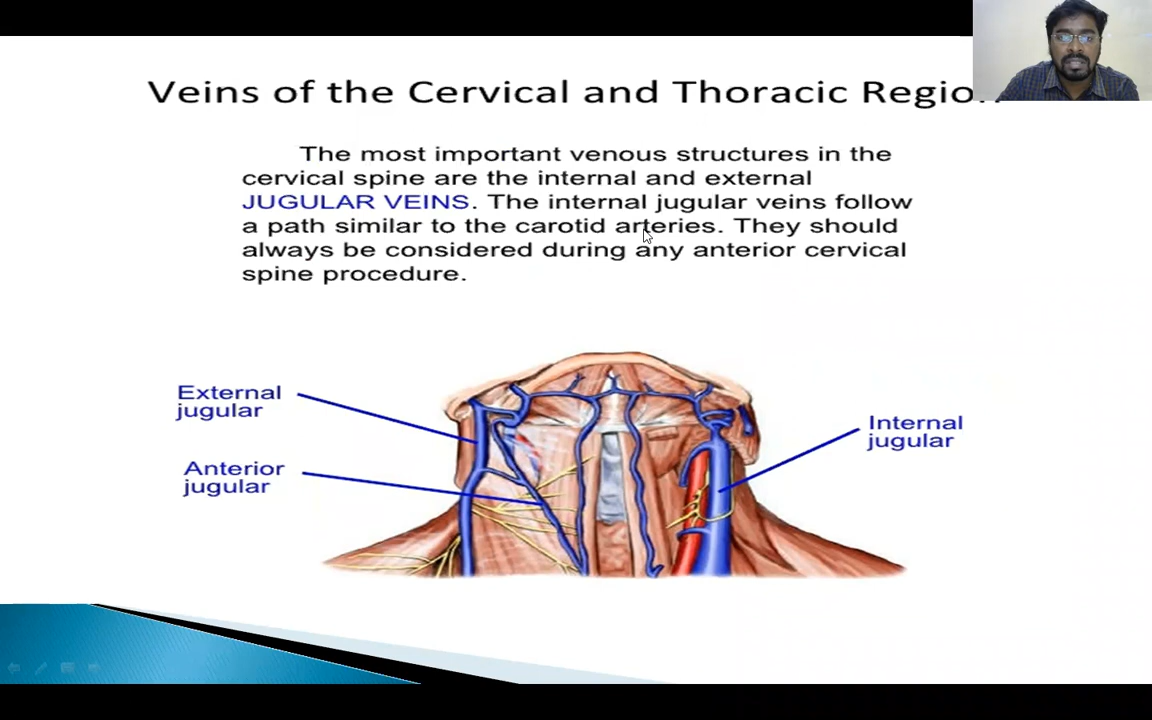 Veins of the Cervical and Thoracic Region
The most important venous structures in the
cervical spine are the internal and external
JUGULAR VEINS. The internal jugular veins follow
a path similar to the carotid arteries. They should
always be considered during any anterior cervical
spine procedure.
External
jugular
Anterior
jugular
Internal
jugular